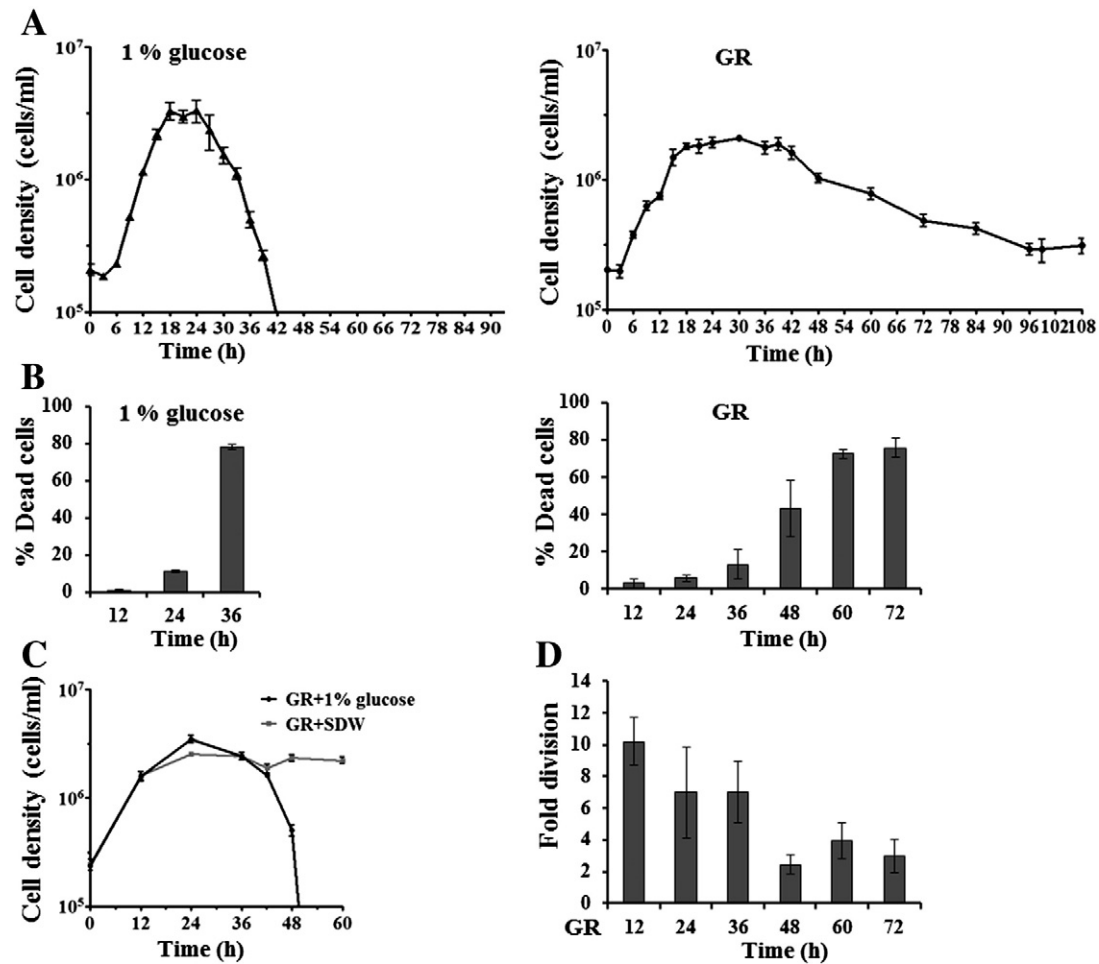 A
1 % glucose
Cell density (cells/ml)
10⁷
10⁶
10⁵
0 6 12 18 24 30 36 42 48 54 60 66 72 78 84 90
Time (h)
GR
Cell density (cells/ml)
10⁷
10⁶
10⁵
0 6 12 18 24 30 36 42 48 54 60 66 72 78 84 90 96 102 108
Time (h)
B
1 % glucose
% Dead cells
100
80
60
40
20
0
12 24 36
Time (h)
GR
% Dead cells
100
80
60
40
20
0
12 24 36 48 60 72
Time (h)
C
GR+1% glucose
GR+SDW
Cell density (cells/ml)
10⁷
10⁶
10⁵
0 12 24 36 48 60
Time (h)
D
Fold division
14
12
10
8
6
4
2
0
GR 12 24 36 48 60 72
Time (h)